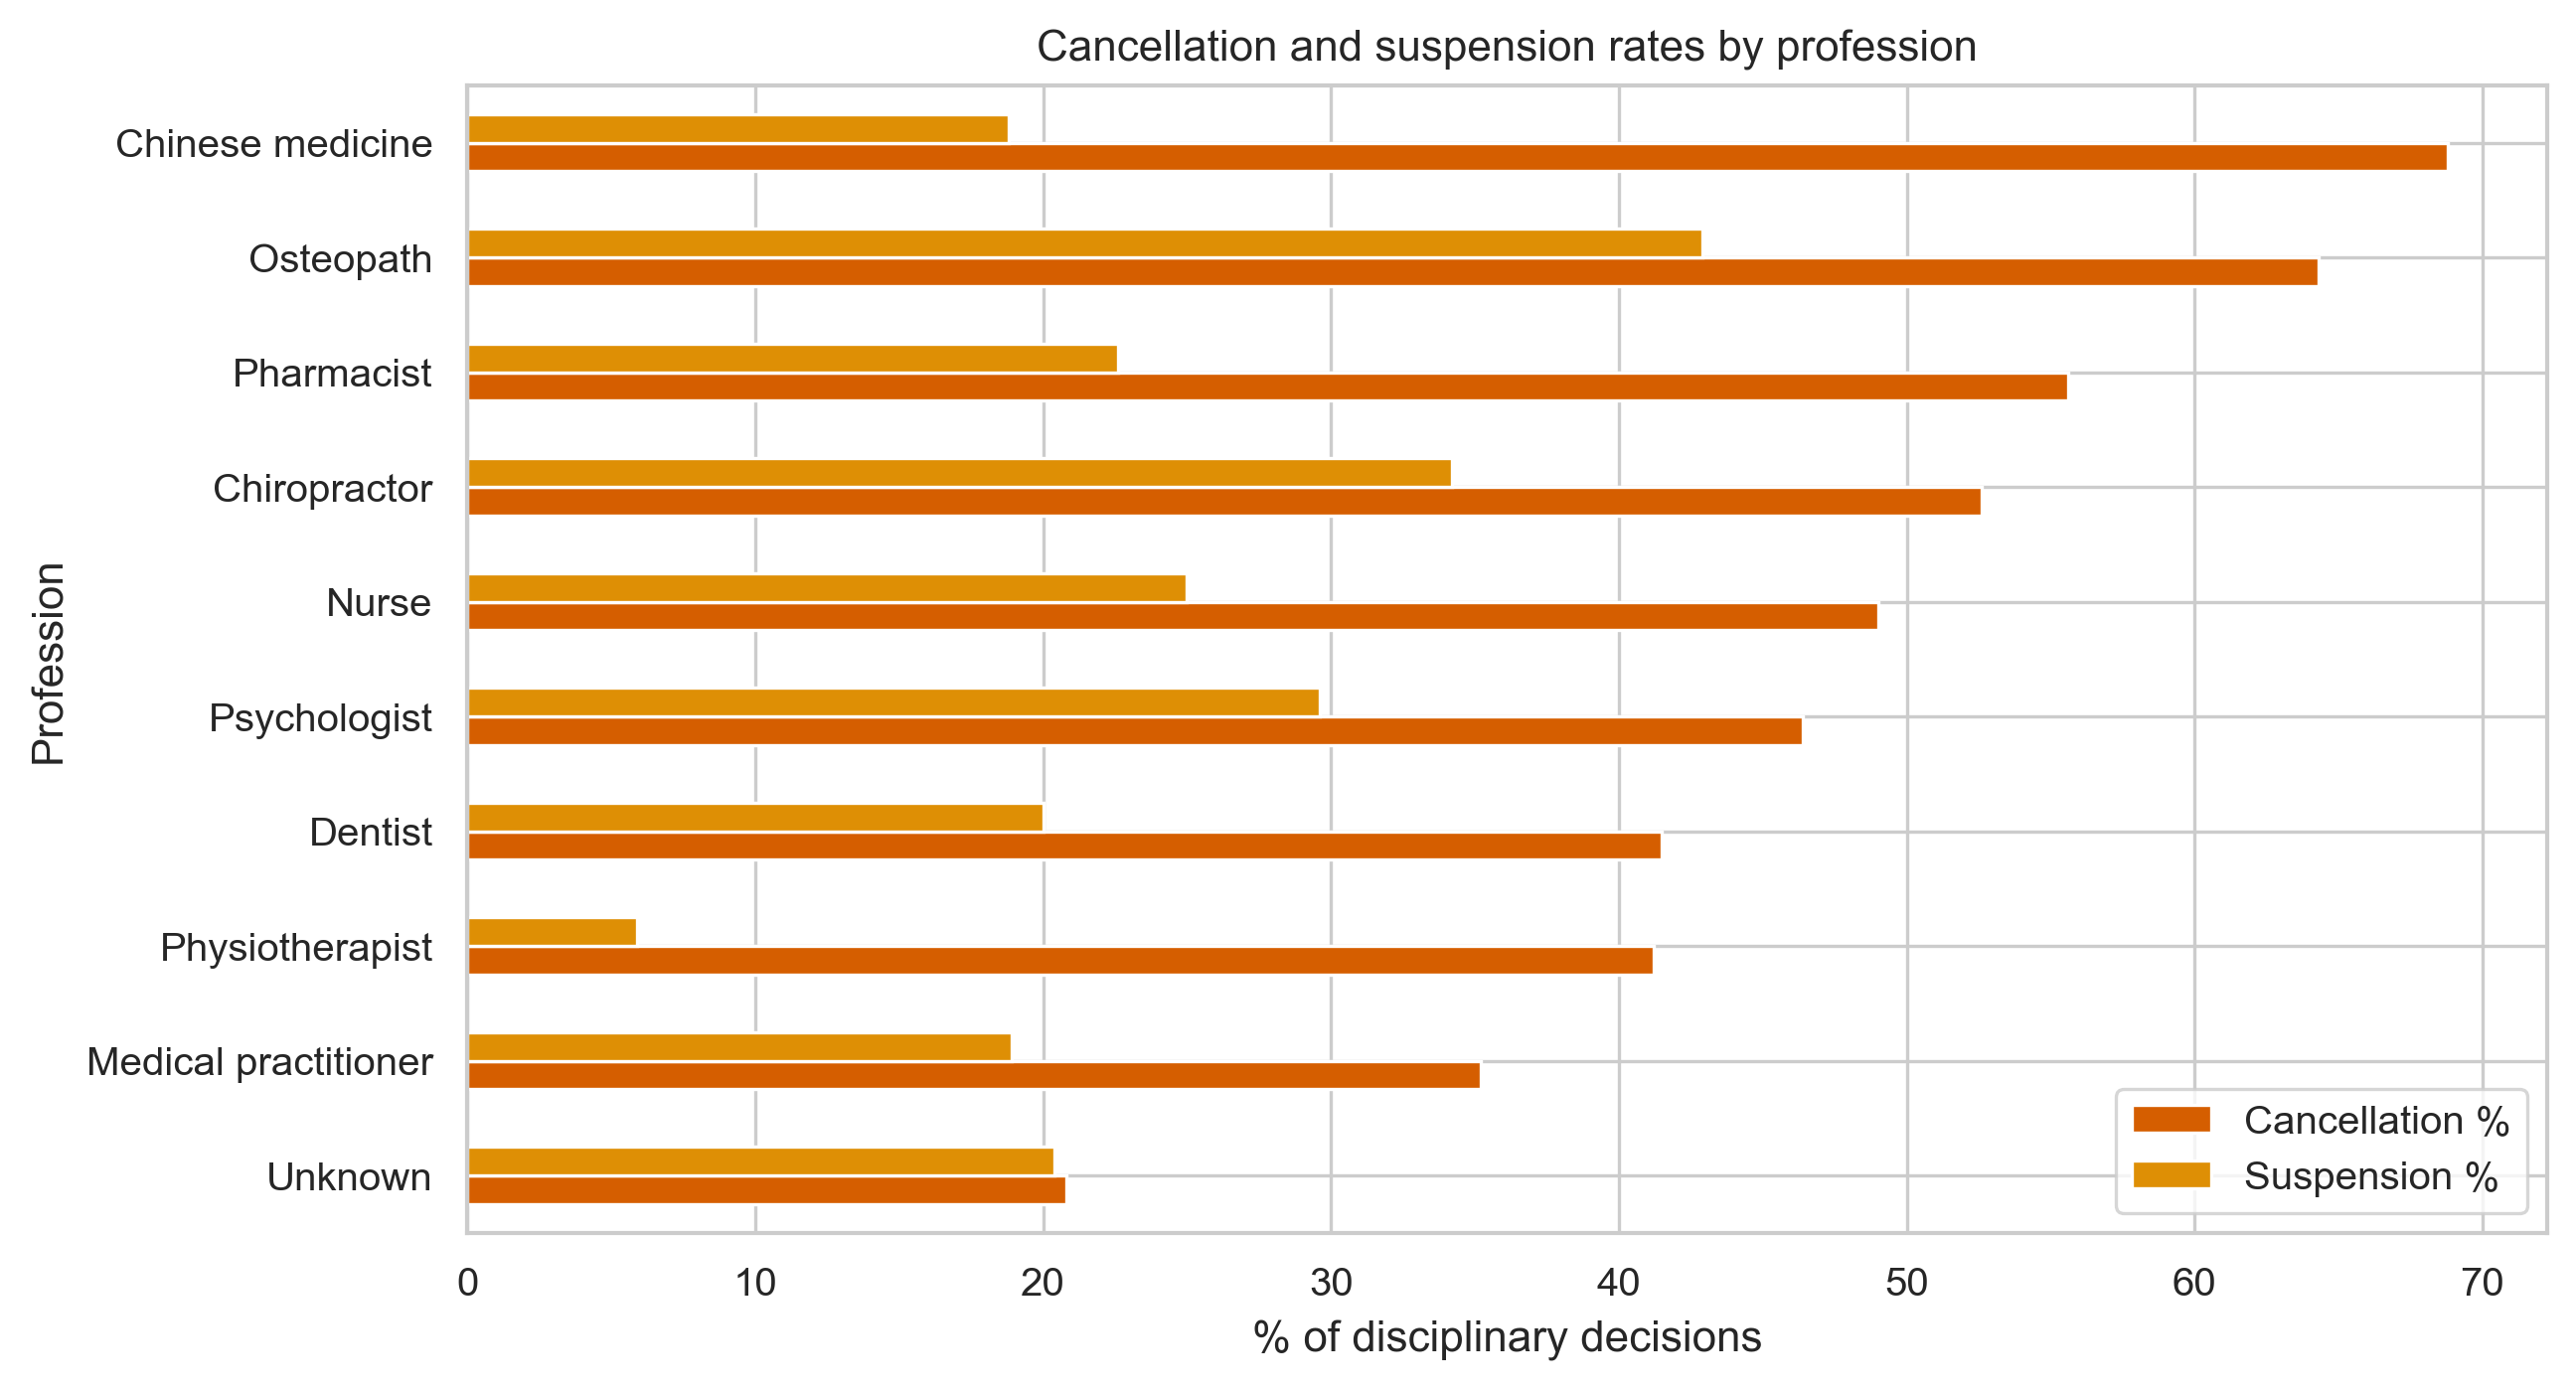 Cancellation and suspension rates by profession
Profession
Chinese medicine
Osteopath
Pharmacist
Chiropractor
Nurse
Psychologist
Dentist
Physiotherapist
Medical practitioner
Unknown
Cancellation %
Suspension %
0 10 20 30 40 50 60 70
% of disciplinary decisions